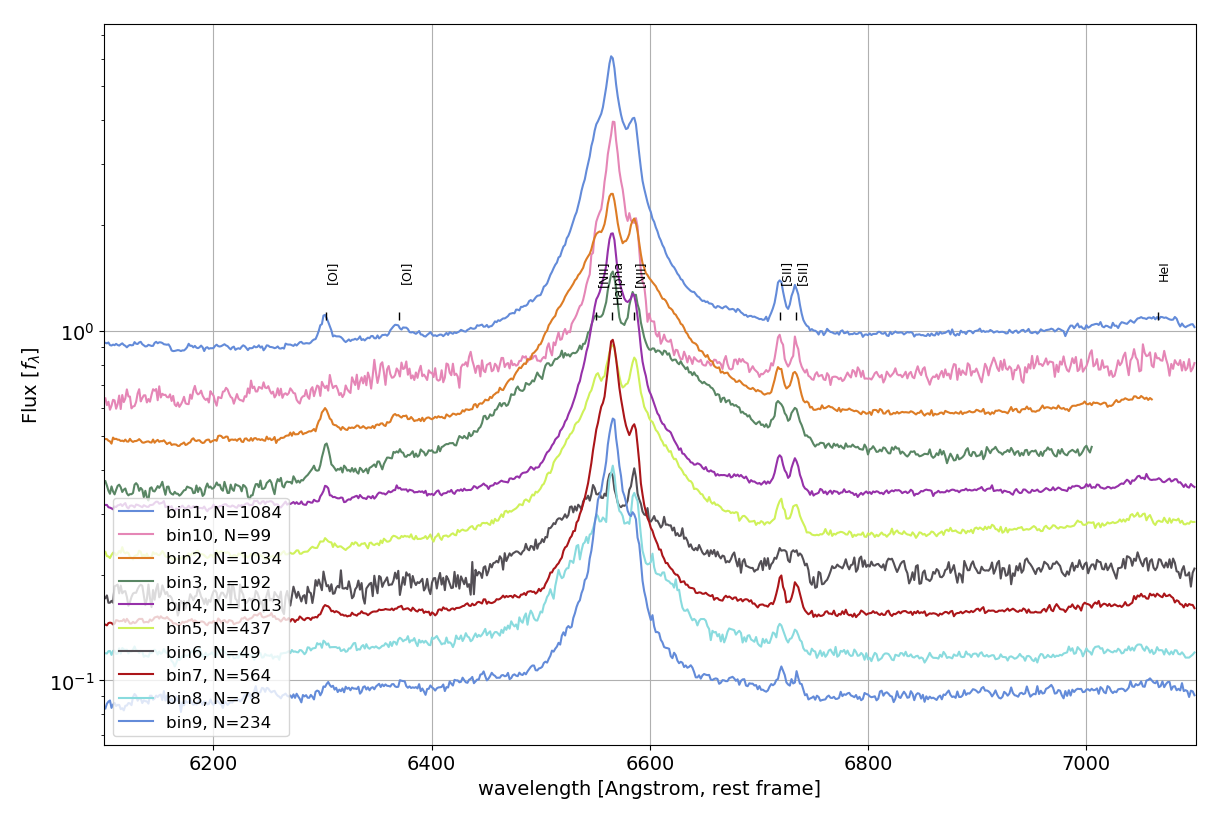 Flux [fλ]
10⁰
10⁻¹
[OI]
[OI]
[NII]
Halpha
[NII]
[SII]
[SII]
HeI
bin1, N=1084
bin10, N=99
bin2, N=1034
bin3, N=192
bin4, N=1013
bin5, N=437
bin6, N=49
bin7, N=564
bin8, N=78
bin9, N=234
6200
6400
6600
6800
7000
wavelength [Angstrom, rest frame]